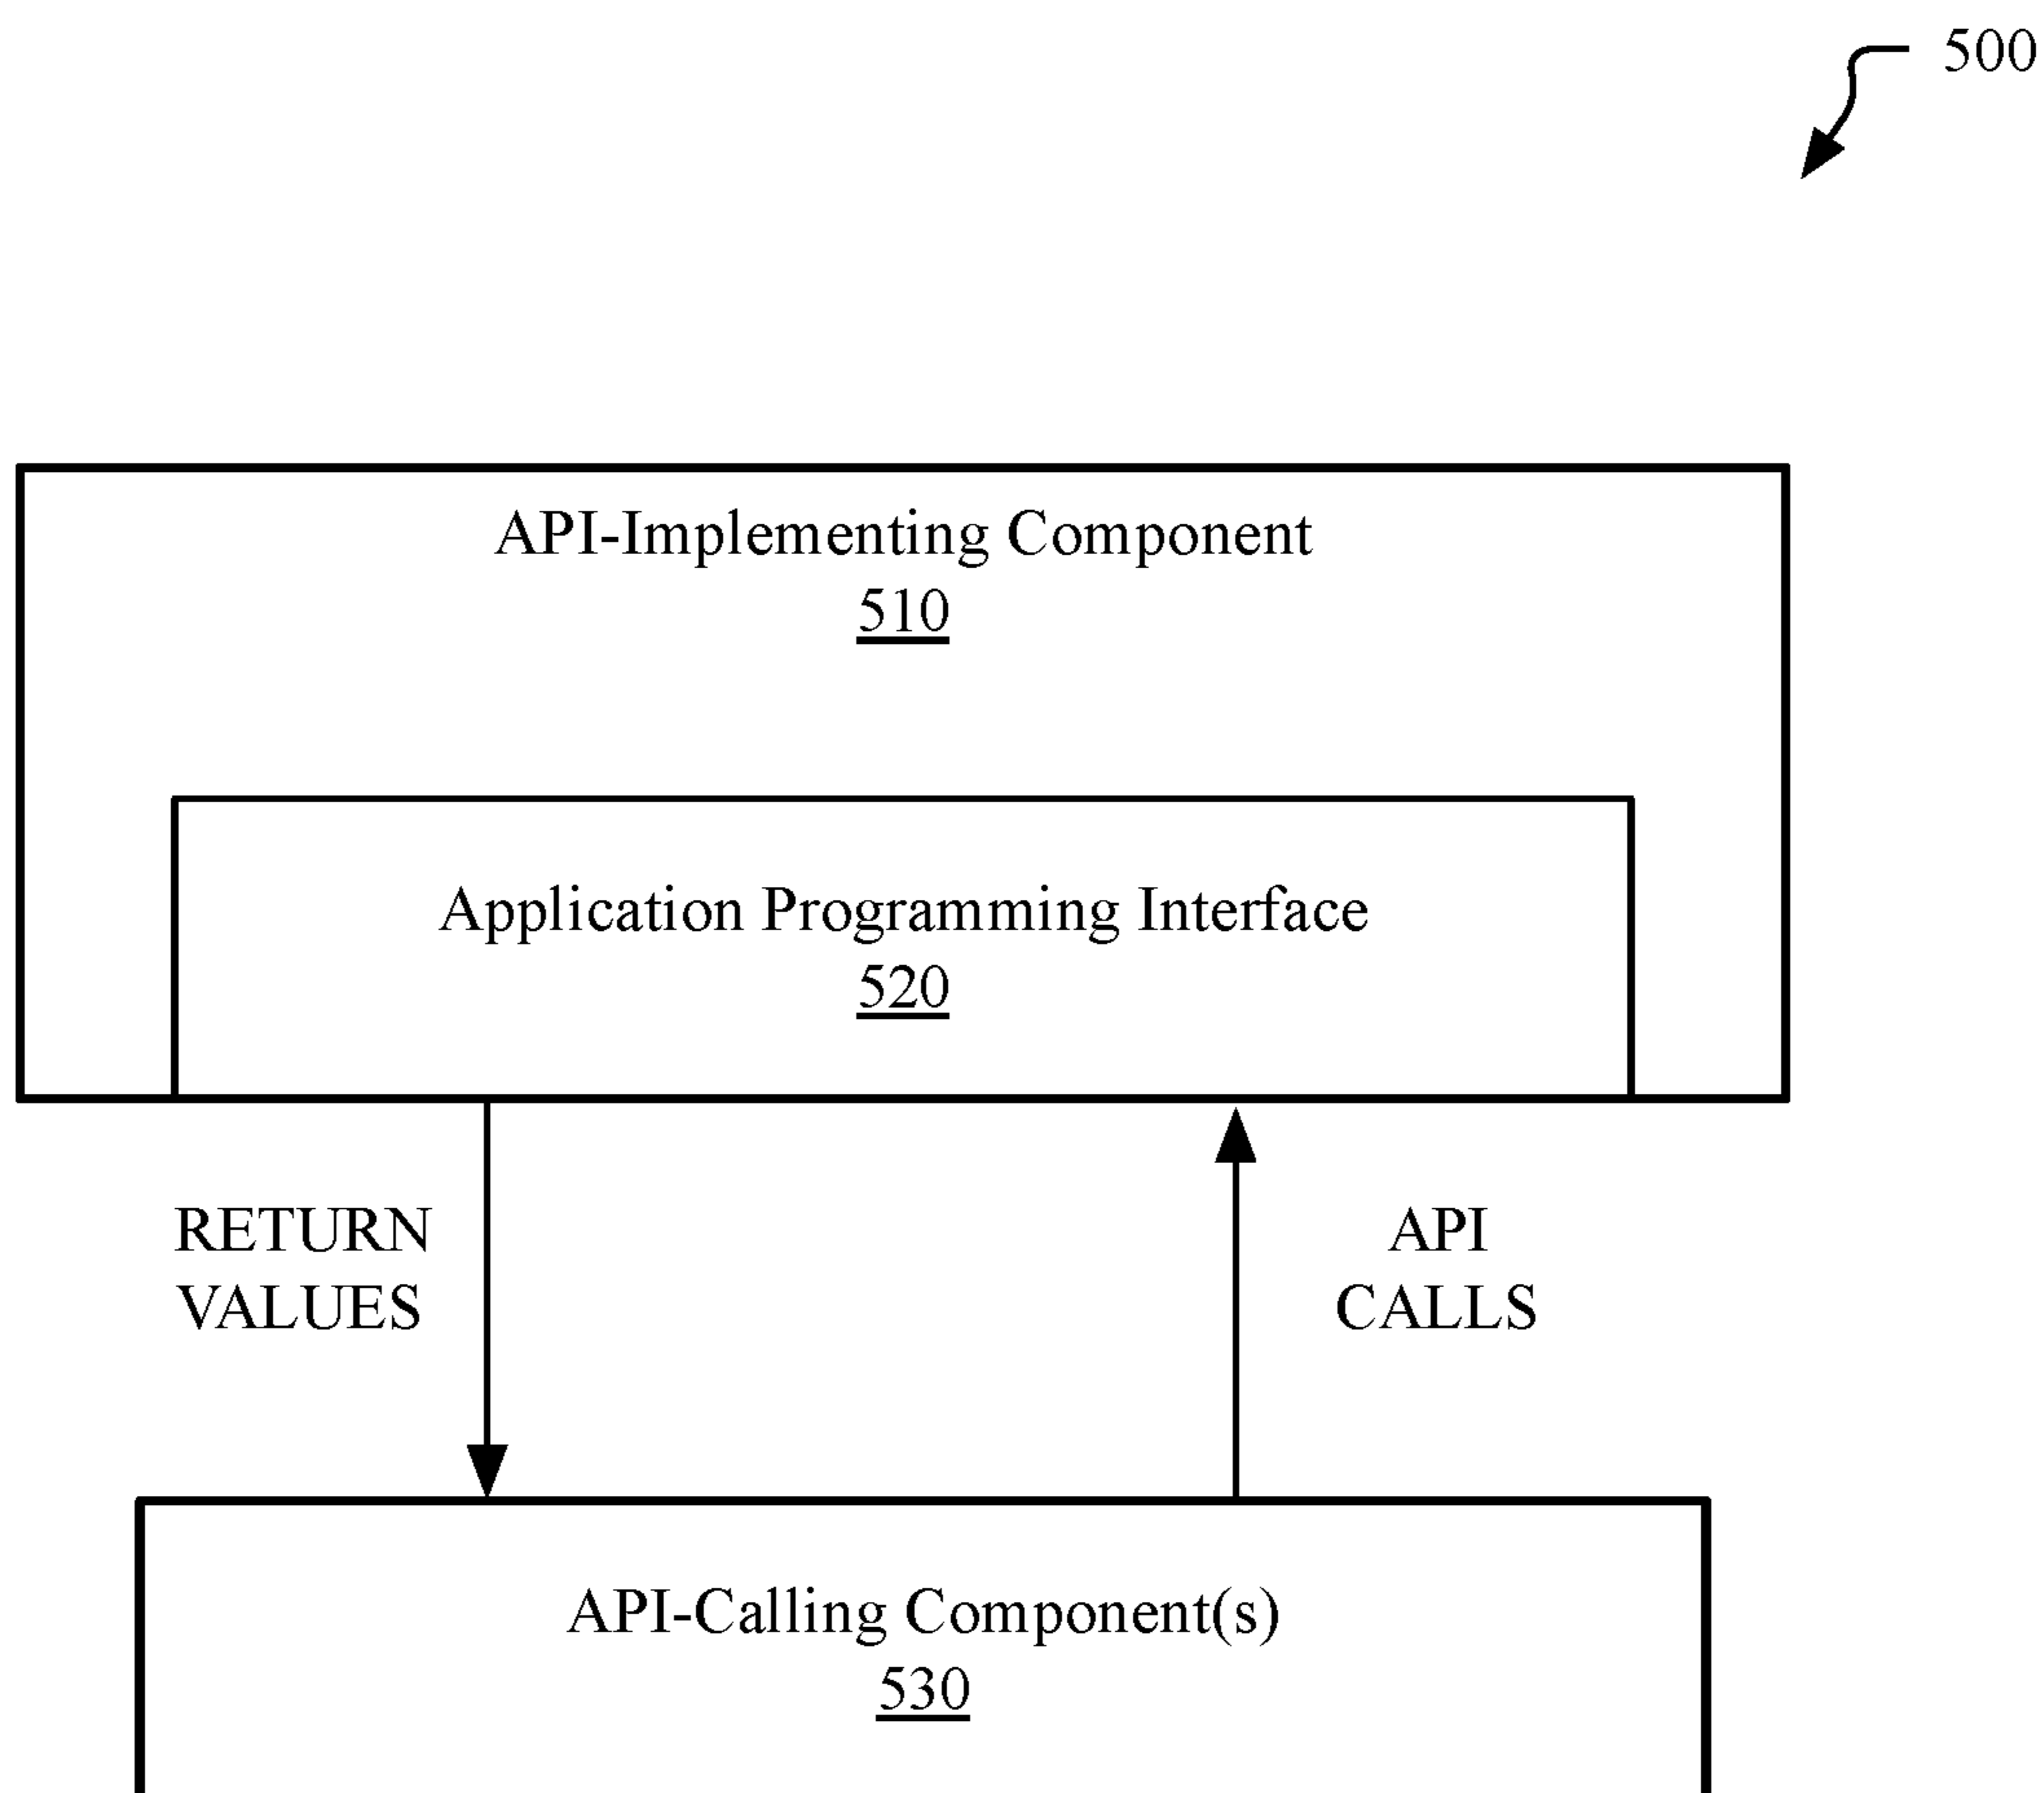 500
API-Implementing Component
510
Application Programming Interface
520
RETURN
VALUES
API
CALLS
API-Calling Component(s)
530